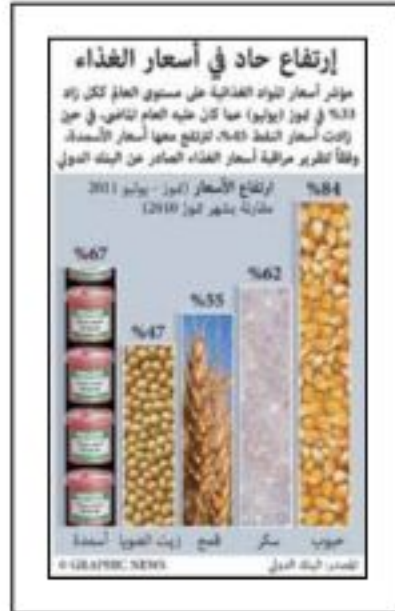 إرتفاع حاد في أسعار الغذاء
مؤشر أسعار المواد الغذائية على مستوى العالم ككل زاد
%33 في تموز (يوليو) عما كان عليه العام الماضي، في حين
زادت أسعار النفط 45%، لترتفع معها أسعار الأسمدة،
وفقاً لتقرير مراقبة أسعار الغذاء الصادر عن البنك الدولي
ارتفاع الأسعار (تموز - يوليو 2011
مقارنة بشهر تموز 2010)
%84
%67
%62
%55
%47
حبوب سكر قمح زيت الصويا أسمدة
المصدر: البنك الدولي © GRAPHIC NEWS